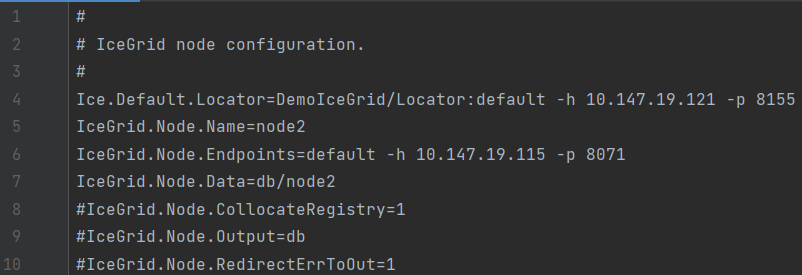 1 #
2 # IceGrid node configuration.
3 #
4 Ice.Default.Locator=DemoIceGrid/Locator:default -h 10.147.19.121 -p 8155
5 IceGrid.Node.Name=node2
6 IceGrid.Node.Endpoints=default -h 10.147.19.115 -p 8071
7 IceGrid.Node.Data=db/node2
8 #IceGrid.Node.CollocateRegistry=1
9 #IceGrid.Node.Output=db
10 #IceGrid.Node.RedirectErrToOut=1